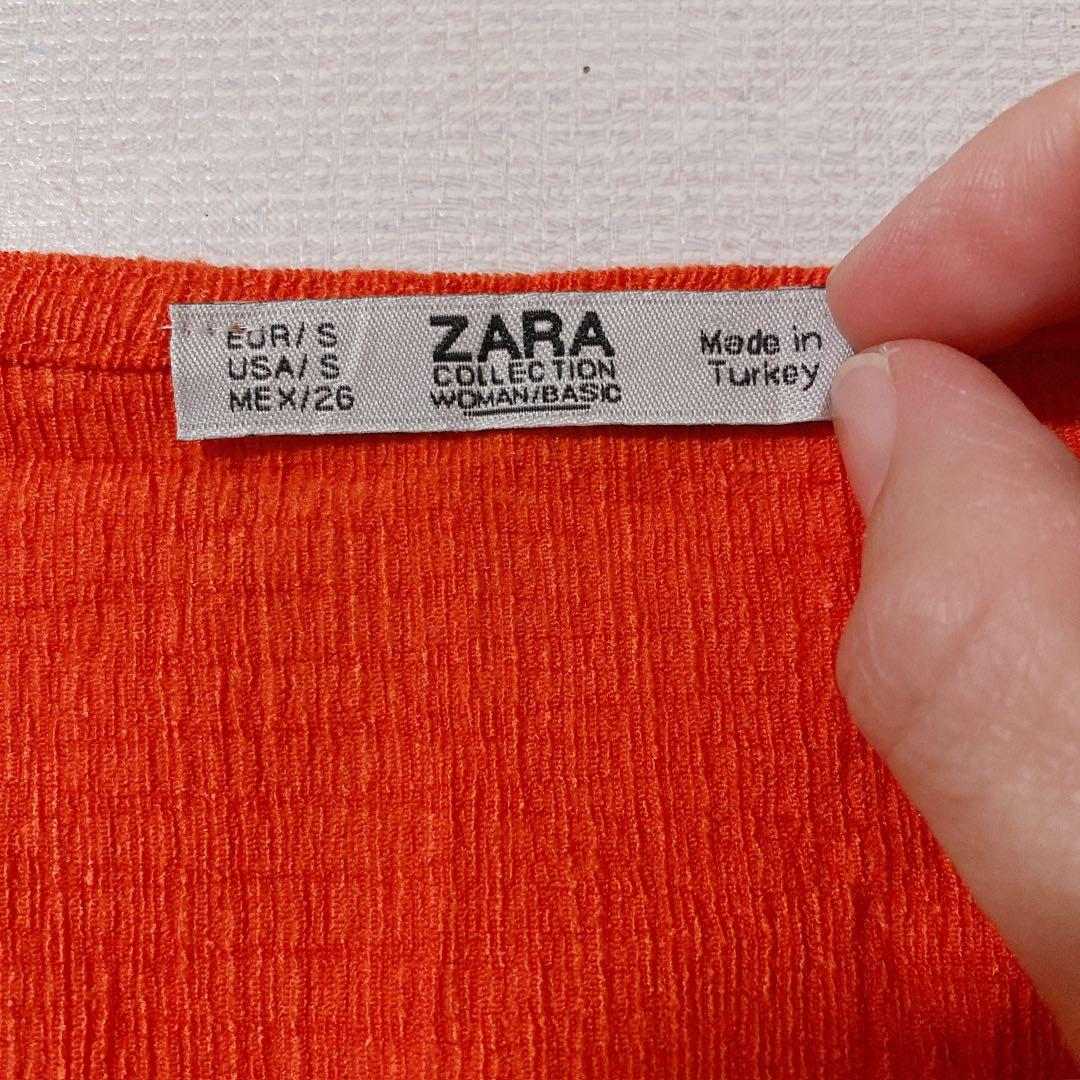 EUR/ S
USA/ S
MEX/26
ZARA
COLLECTION
WOMAN/BASIC
Made in
Turkey